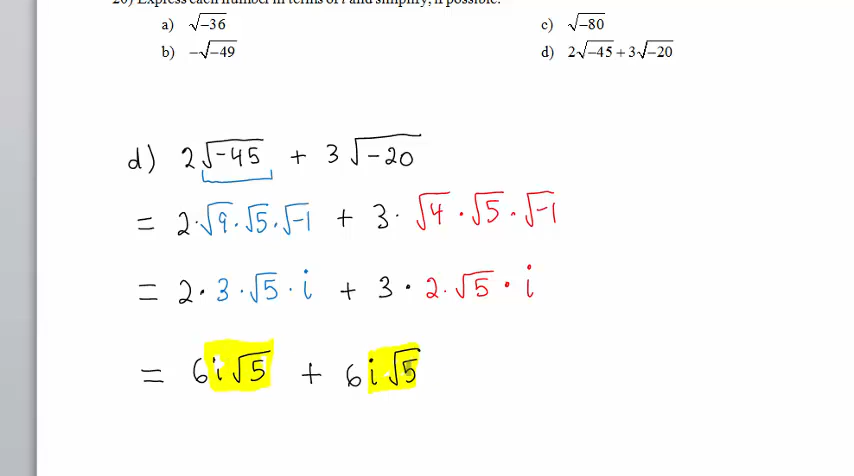 20) Express each number in terms of i and simplify, if possible.
a) √-36
c) √-80
b) -√-49
d) 2√-45 + 3√-20
d) 2√-45 + 3√-20
= 2·√9·√5·√-1 + 3·√4·√5·√-1
= 2·3·√5·i + 3·2·√5·i
= 6i√5 + 6i√5